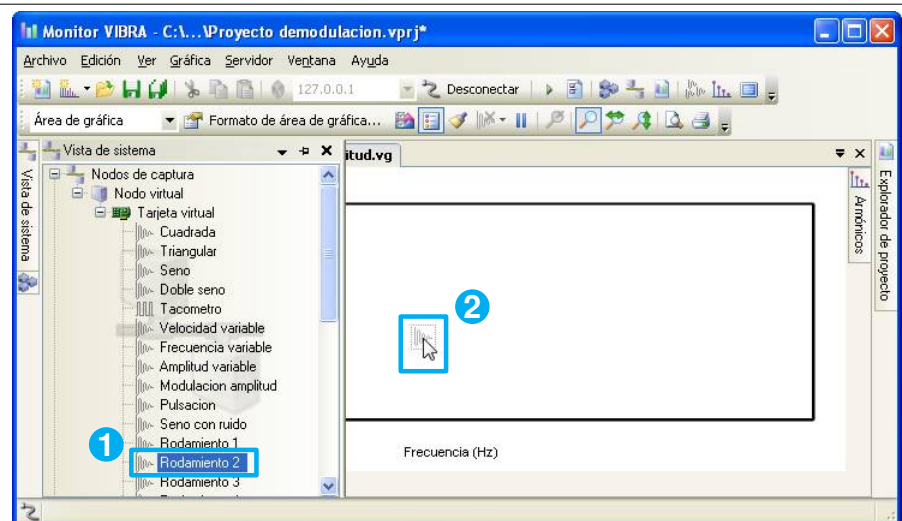 Monitor VIBRA - C:\...\Proyecto demodulacion.vprj*
Archivo Edición Ver Gráfica Servidor Ventana Ayuda
127.0.0.1 Desconectar
Área de gráfica Formato de área de gráfica...
Vista de sistema
itud.vg
Vista de sistema
Nodos de captura
Nodo virtual
Tarjeta virtual
Cuadrada
Triangular
Seno
Doble seno
Tacometro
Velocidad variable
Frecuencia variable
Amplitud variable
Modulacion amplitud
Pulsacion
Seno con ruido
Rodamiento 1
Rodamiento 2
Rodamiento 3
1
2
Frecuencia (Hz)
Armónicos
Explorador de proyecto